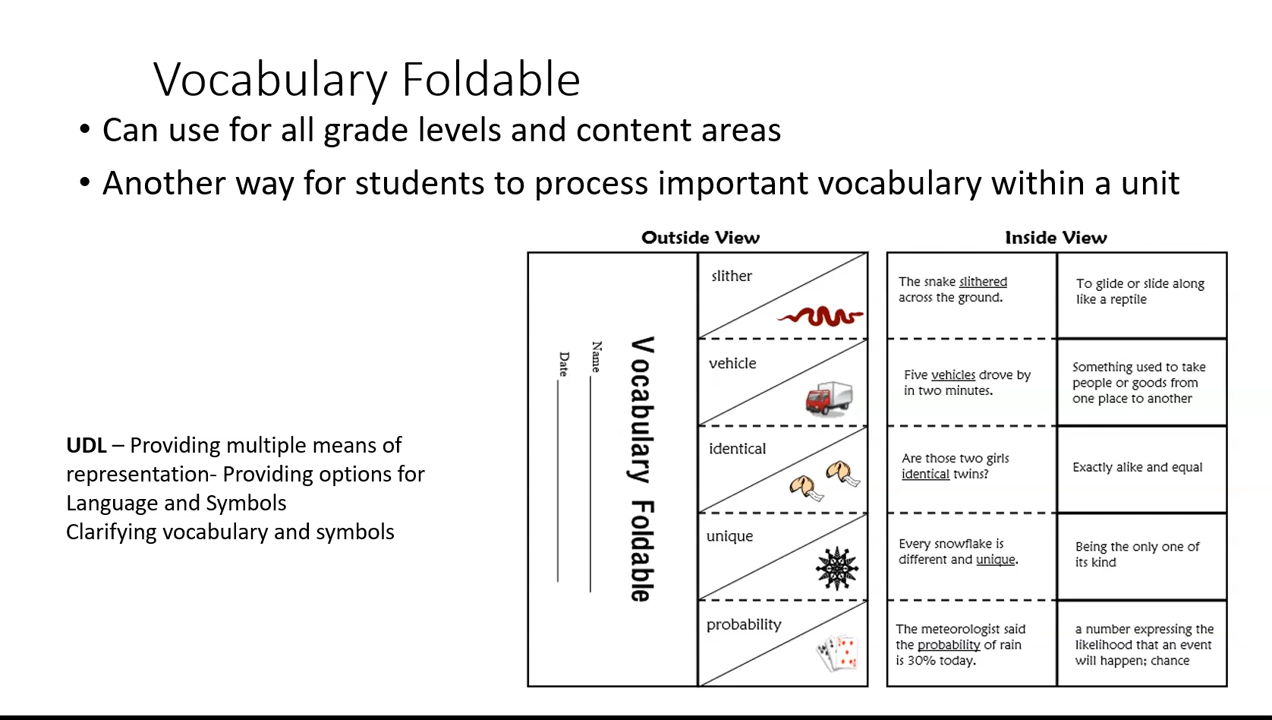 Vocabulary Foldable
• Can use for all grade levels and content areas
• Another way for students to process important vocabulary within a unit
UDL – Providing multiple means of
representation- Providing options for
Language and Symbols
Clarifying vocabulary and symbols
Outside View
Vocabulary Foldable
Name
Date
slither
vehicle
identical
unique
probability
Inside View
The snake slithered
across the ground.
To glide or slide along
like a reptile
Five vehicles drove by
in two minutes.
Something used to take
people or goods from
one place to another
Are those two girls
identical twins?
Exactly alike and equal
Every snowflake is
different and unique.
Being the only one of
its kind
The meteorologist said
the probability of rain
is 30% today.
a number expressing the
likelihood that an event
will happen; chance